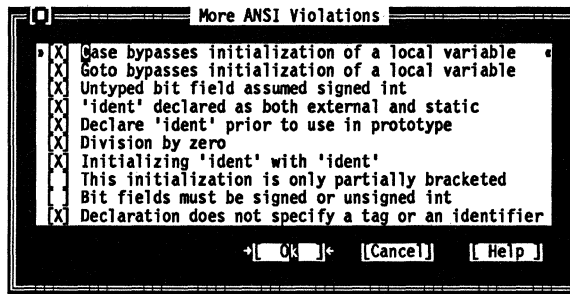 More ANSI Violations
[X] Case bypasses initialization of a local variable
[X] Goto bypasses initialization of a local variable
[X] Untyped bit field assumed signed int
[X] 'ident' declared as both external and static
[X] Declare 'ident' prior to use in prototype
[X] Division by zero
[X] Initializing 'ident' with 'ident'
[ ] This initialization is only partially bracketed
[ ] Bit fields must be signed or unsigned int
[X] Declaration does not specify a tag or an identifier
[ Ok ] [Cancel] [ Help ]